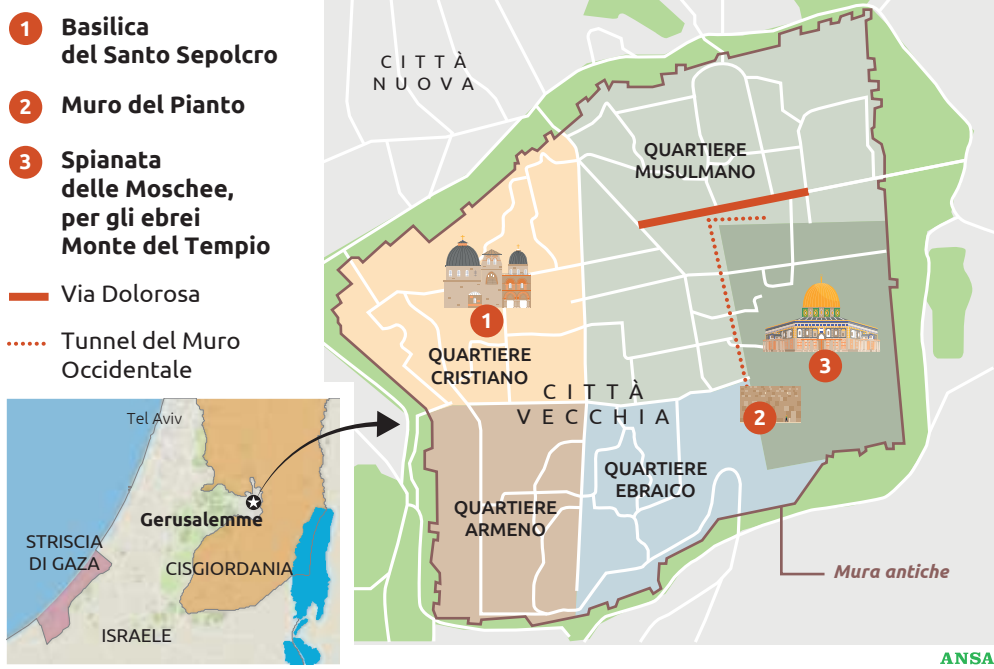 1 Basilica
del Santo Sepolcro
2 Muro del Pianto
3 Spianata
delle Moschee,
per gli ebrei
Monte del Tempio
Via Dolorosa
Tunnel del Muro
Occidentale
Tel Aviv
Gerusalemme
STRISCIA
DI GAZA
CISGIORDANIA
ISRAELE
CITTÀ
NUOVA
QUARTIERE
MUSULMANO
1
QUARTIERE
CRISTIANO
3
CITTÀ
VECCHIA
2
QUARTIERE
EBRAICO
QUARTIERE
ARMENO
Mura antiche
ANSA